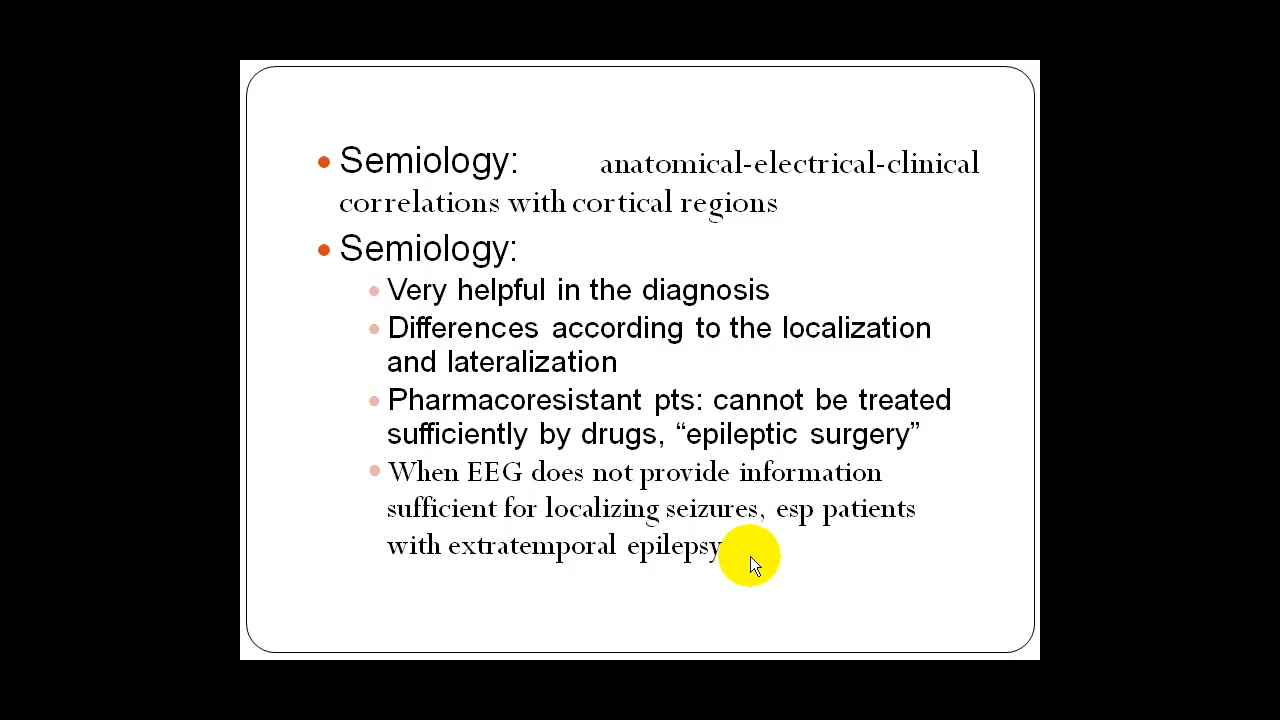 Semiology: anatomical-electrical-clinical
correlations with cortical regions
Semiology:
Very helpful in the diagnosis
Differences according to the localization
and lateralization
Pharmacoresistant pts: cannot be treated
sufficiently by drugs, “epileptic surgery”
When EEG does not provide information
sufficient for localizing seizures, esp patients
with extratemporal epilepsy